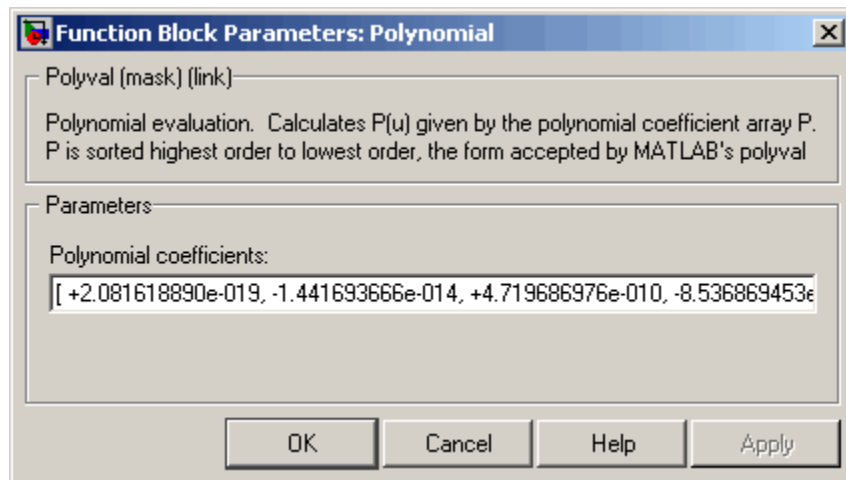 Function Block Parameters: Polynomial
Polyval (mask) (link)
Polynomial evaluation. Calculates P(u) given by the polynomial coefficient array P.
P is sorted highest order to lowest order, the form accepted by MATLAB's polyval
Parameters
Polynomial coefficients:
[ +2.081618890e-019, -1.441693666e-014, +4.719686976e-010, -8.536869453e
OK Cancel Help Apply